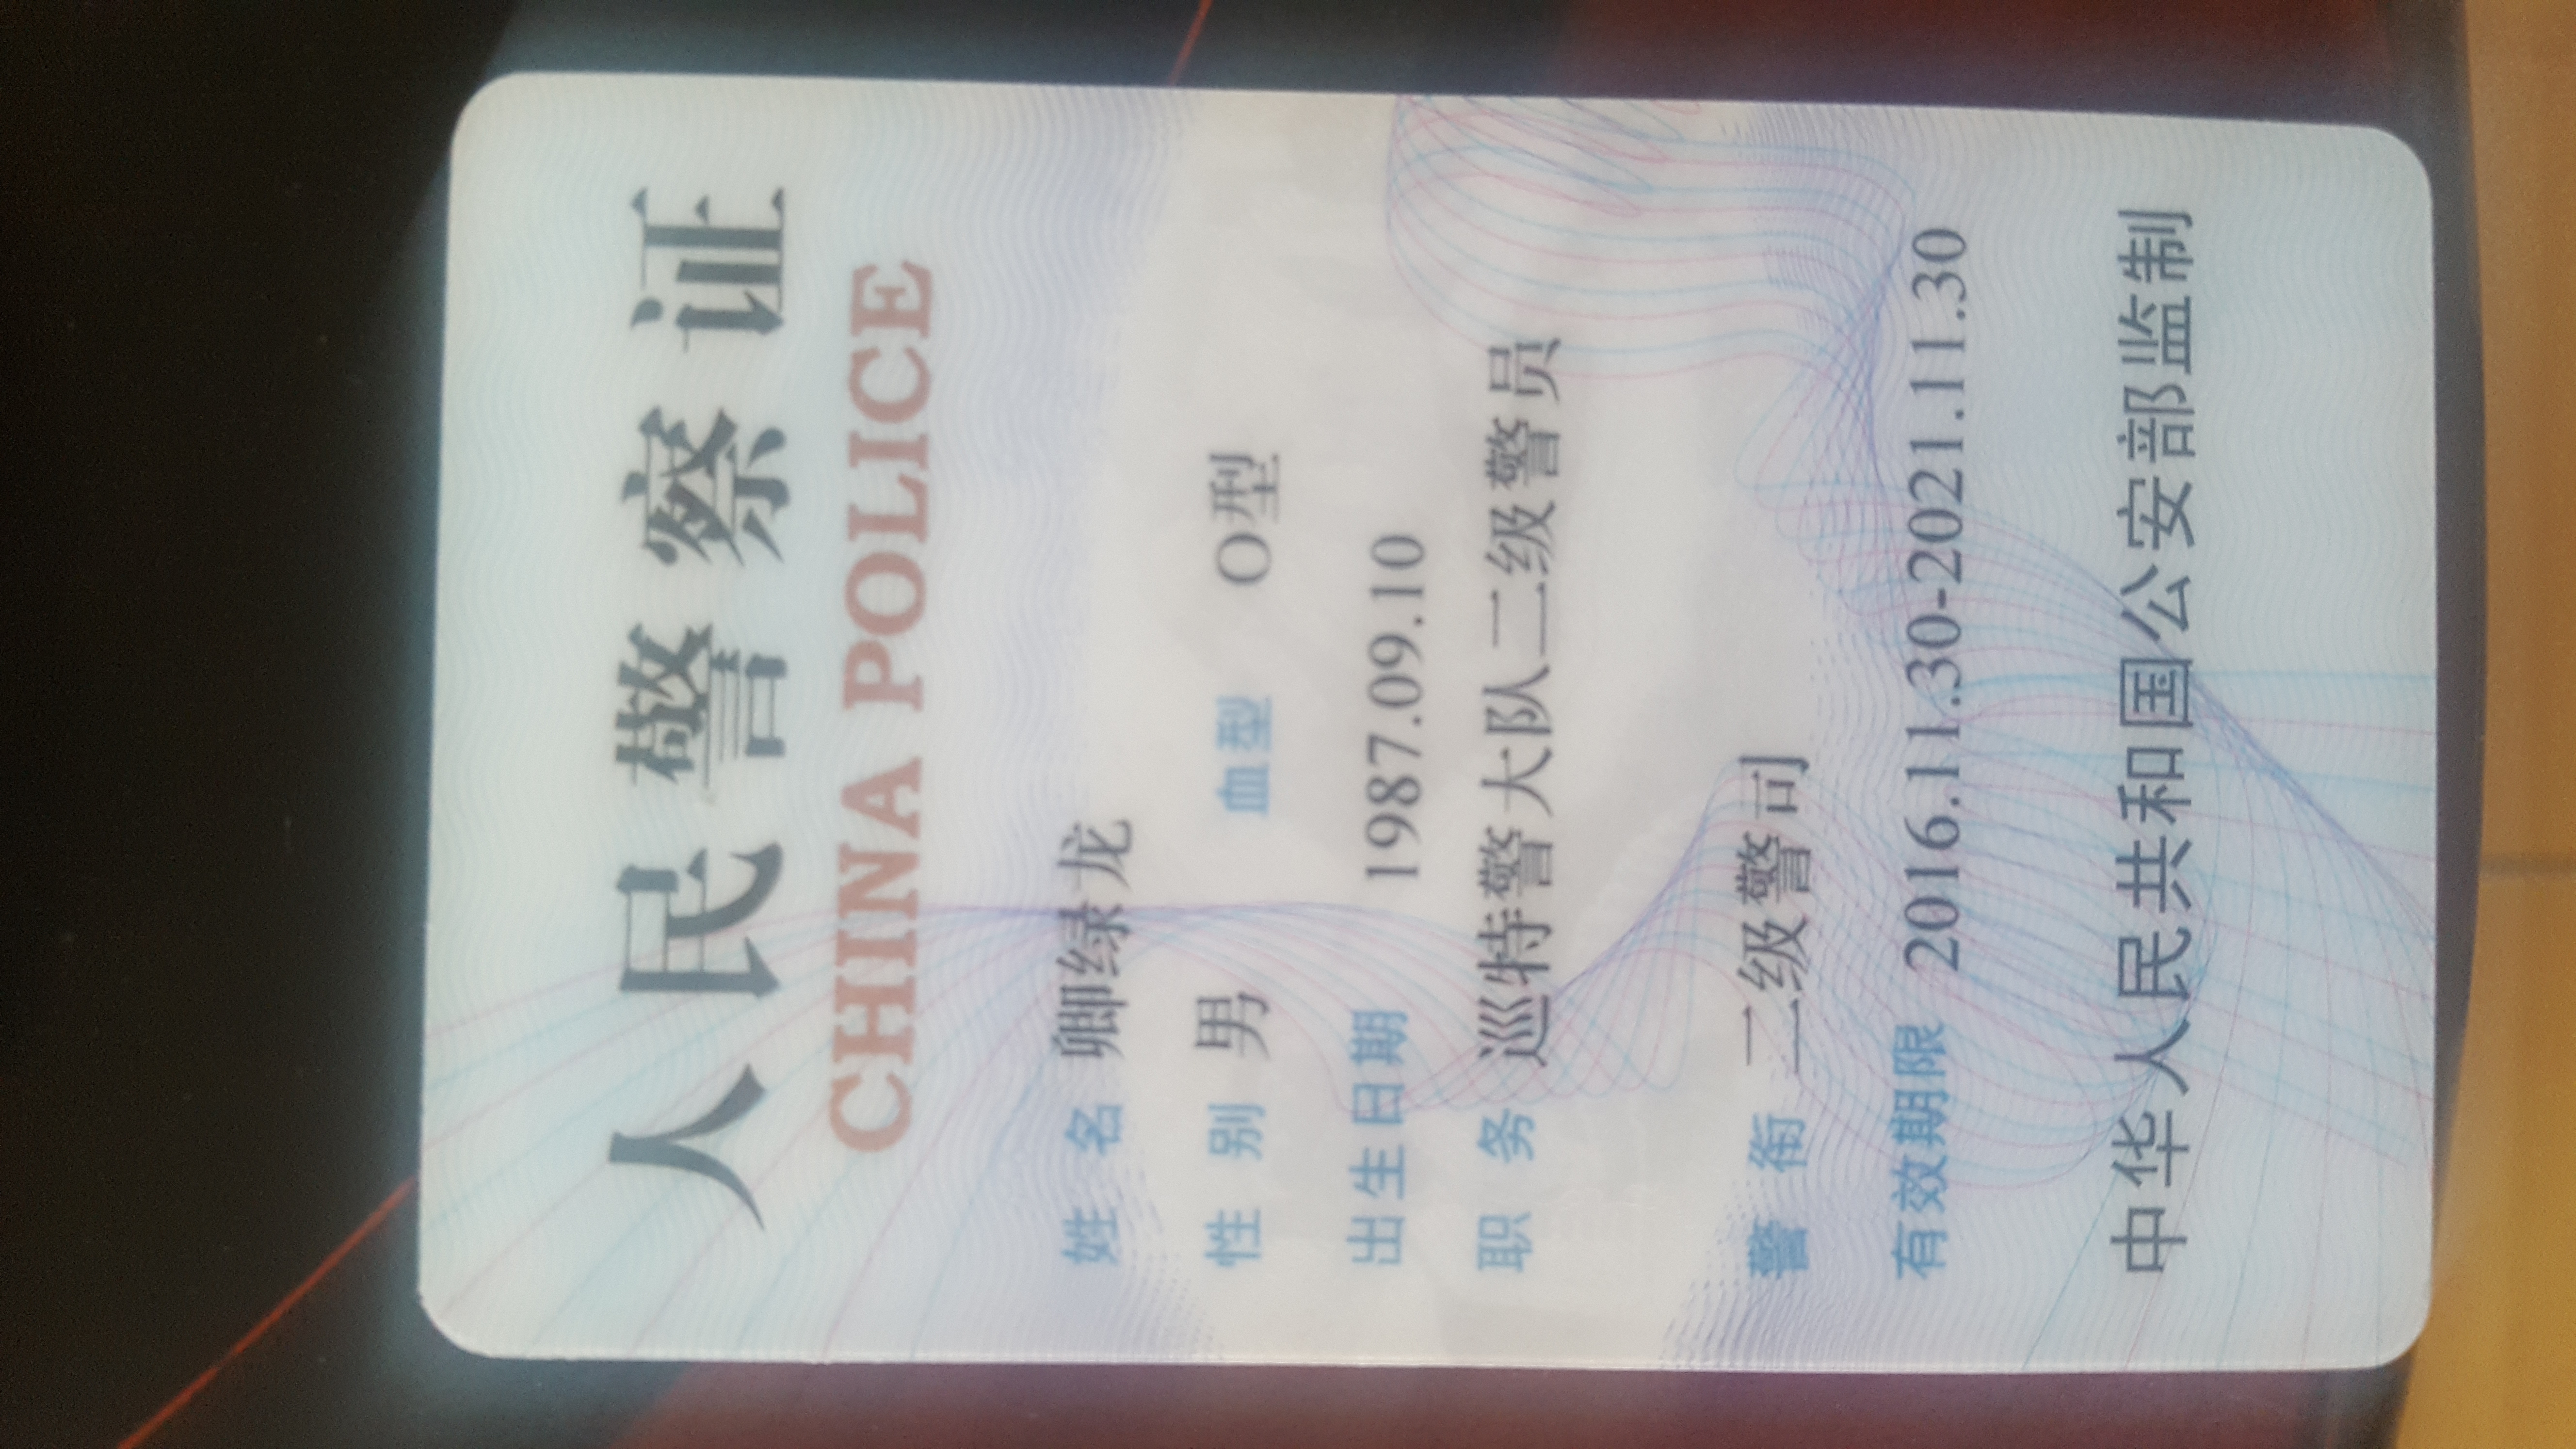 人民警察证
CHINA POLICE
姓 名 卿绿龙
性 别 男 血型 O型
出生日期 1987.09.10
职 务 巡特警大队二级警员
警 衔 二级警司
有效期限 2016.11.30-2021.11.30
中华人民共和国公安部监制